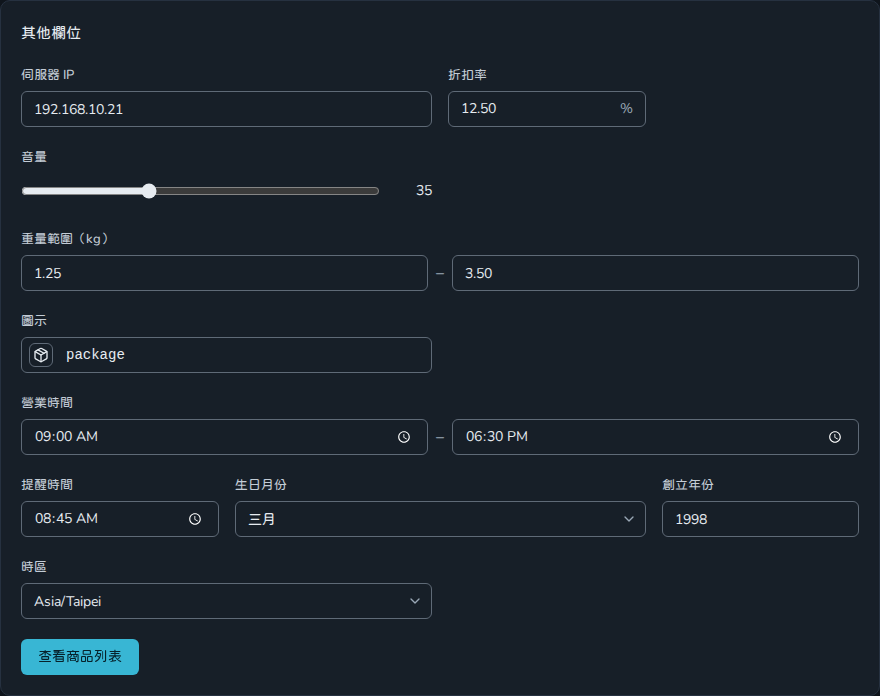 其他欄位
伺服器 IP 折扣率
192.168.10.21 12.50 %
音量
35
重量範圍（kg）
1.25 – 3.50
圖示
package
營業時間
09:00 AM – 06:30 PM
提醒時間 生日月份 創立年份
08:45 AM 三月 1998
時區
Asia/Taipei
查看商品列表